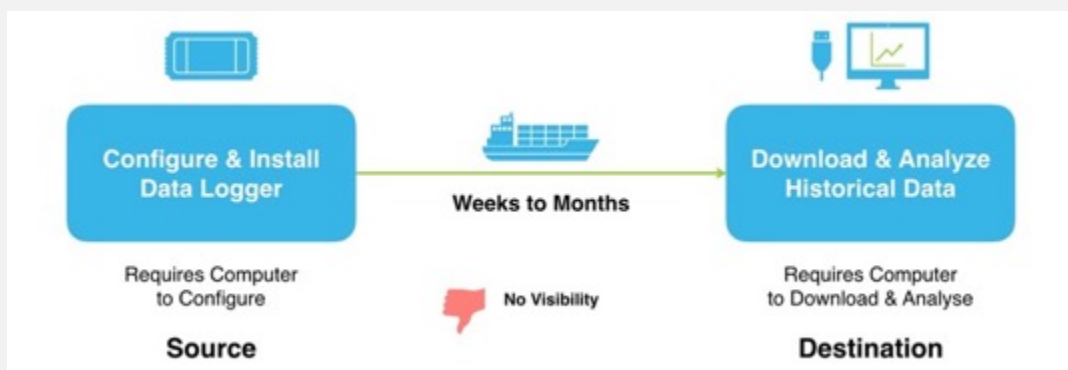 Configure & Install
Data Logger
Weeks to Months
Download & Analyze
Historical Data
Requires Computer
to Configure
No Visibility
Requires Computer
to Download & Analyse
Source
Destination